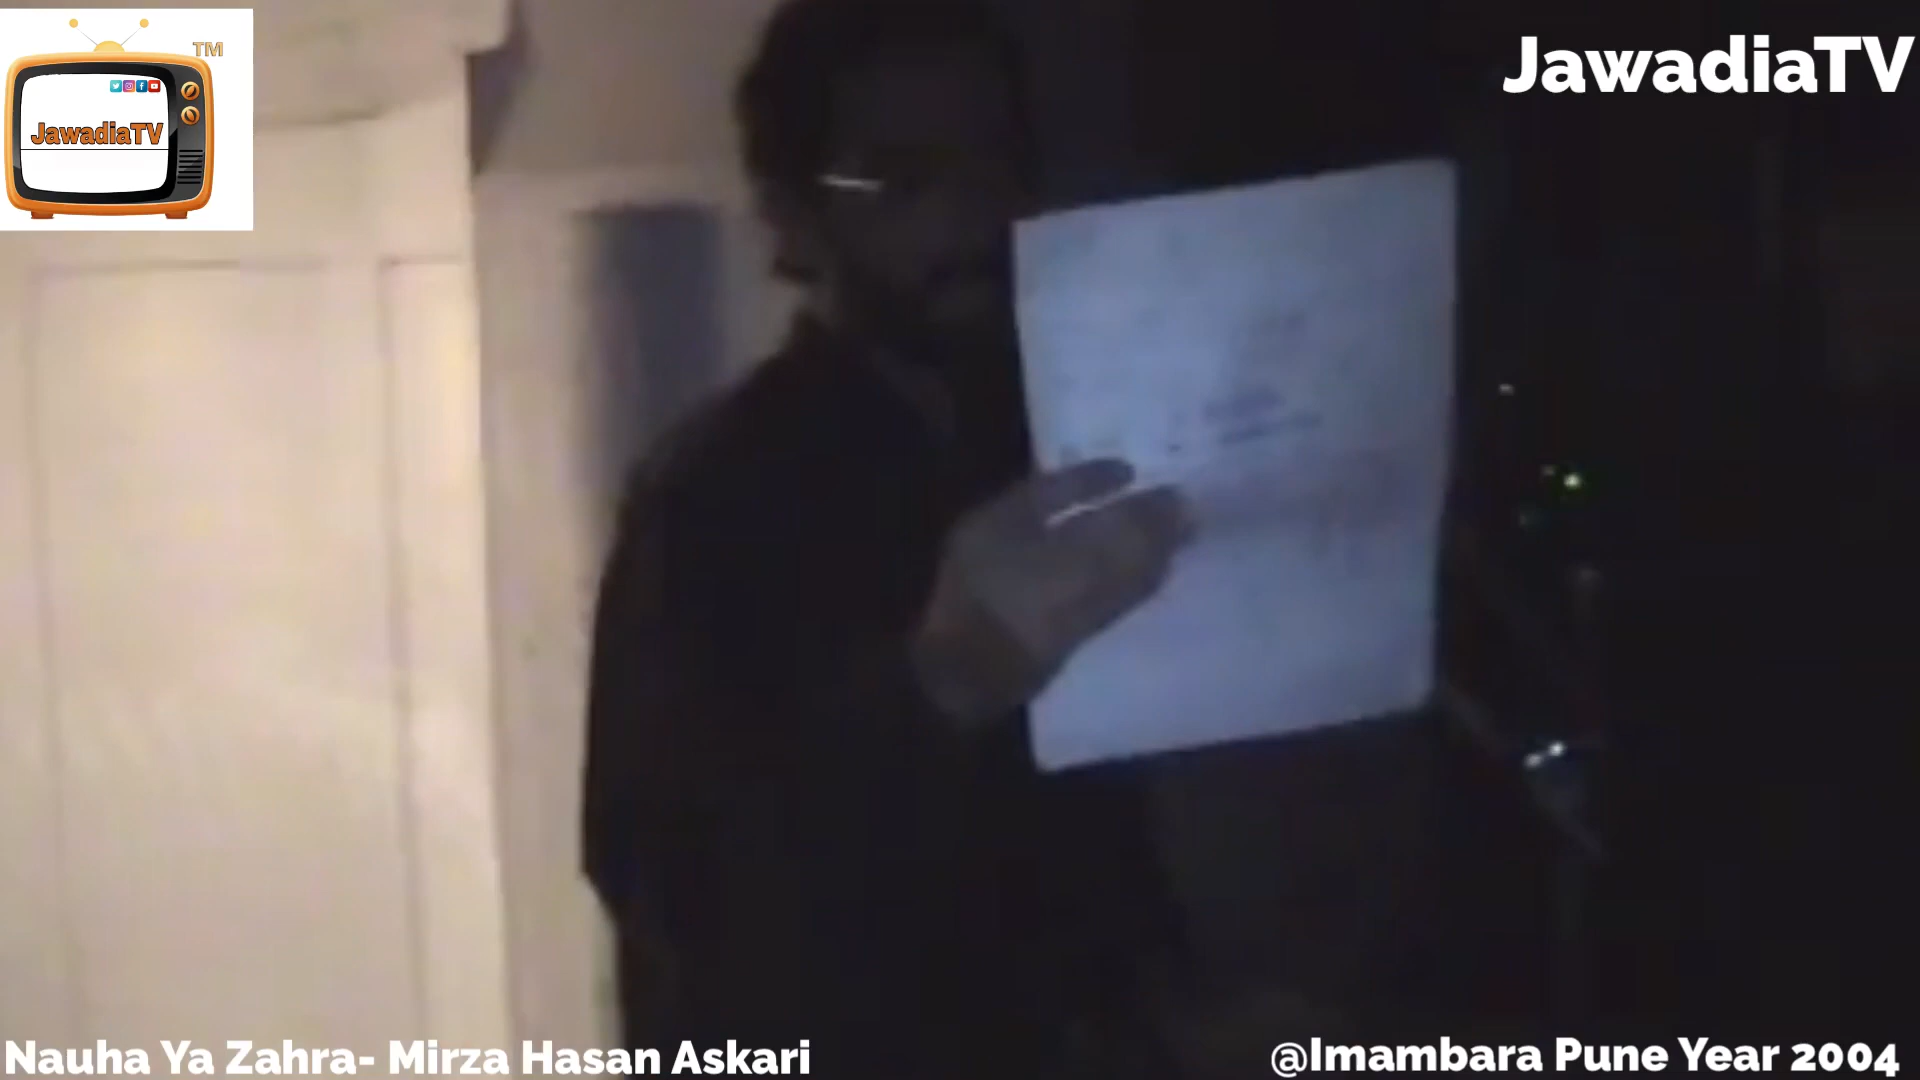 TM
JawadiaTV
JawadiaTV
Nauha Ya Zahra- Mirza Hasan Askari
@Imambara Pune Year 2004